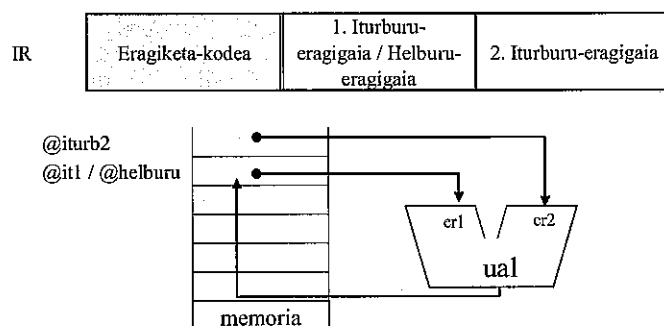 IR
Eragiketa-kodea
1. Iturburu-
eragigaia / Helburu-
eragigaia
2. Iturburu-eragigaia
@iturb2
@it1 / @helburu
er1
er2
ual
memoria